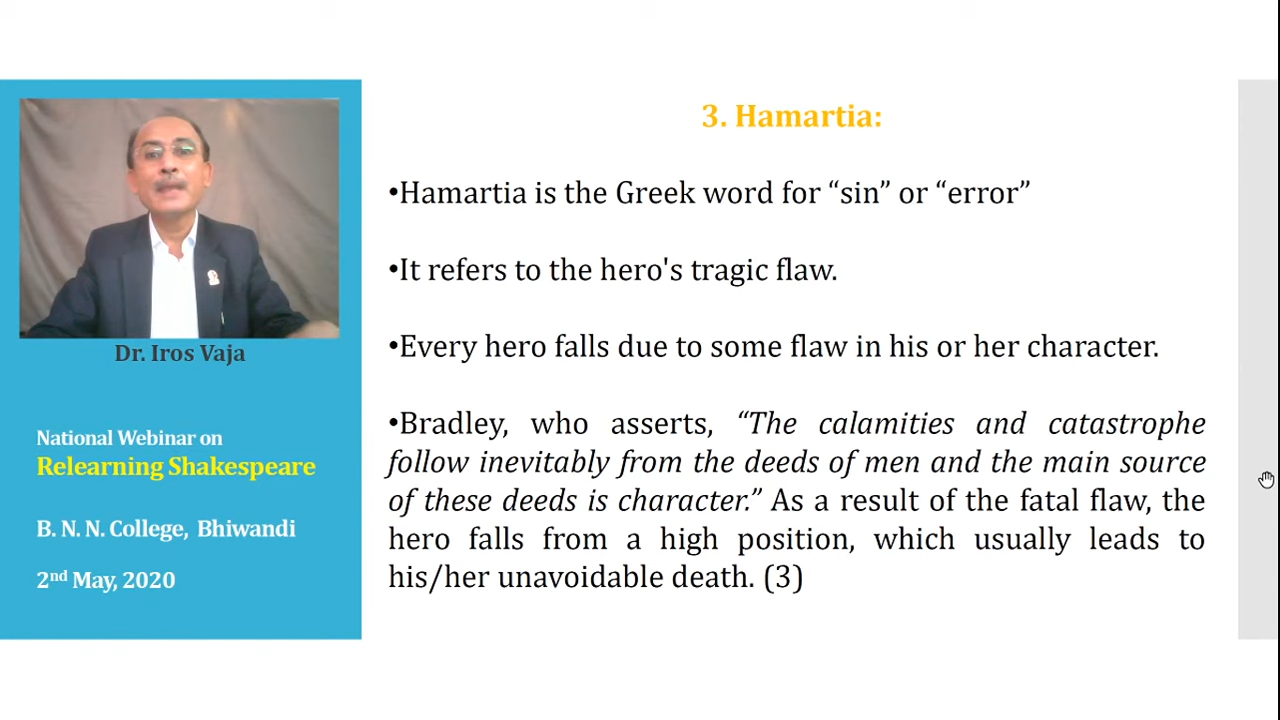 3. Hamartia:
•Hamartia is the Greek word for “sin” or “error”
•It refers to the hero's tragic flaw.
•Every hero falls due to some flaw in his or her character.
•Bradley, who asserts, “The calamities and catastrophe
follow inevitably from the deeds of men and the main source
of these deeds is character.” As a result of the fatal flaw, the
hero falls from a high position, which usually leads to
his/her unavoidable death. (3)
Dr. Iros Vaja
National Webinar on
Relearning Shakespeare
B. N. N. College, Bhiwandi
2nd May, 2020